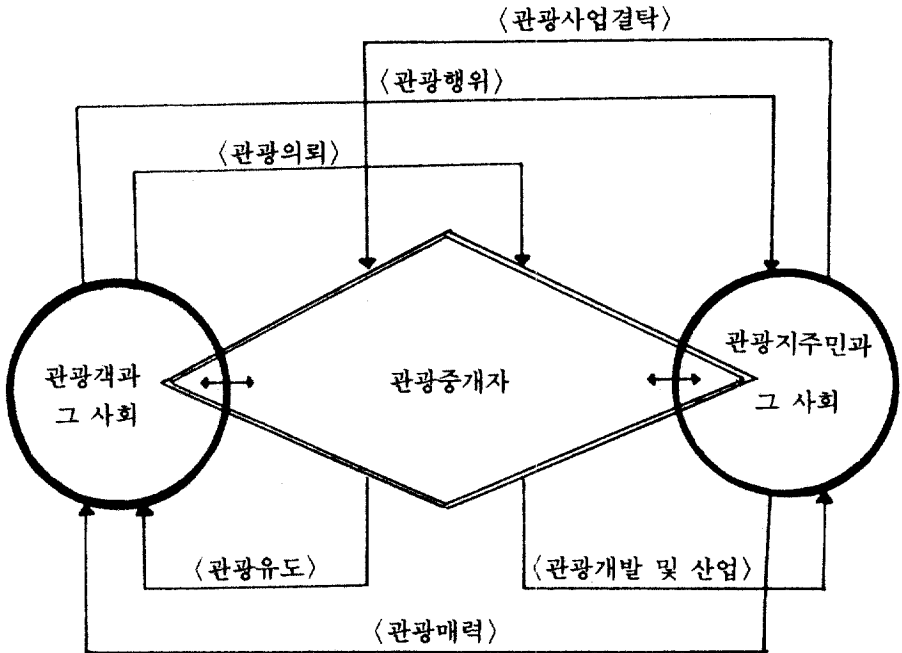 〈관광사업결탁〉
〈관광행위〉
〈관광의뢰〉
관광객과
그 사회
관광중개자
관광지주민과
그 사회
〈관광유도〉
〈관광개발 및 산업〉
〈관광매력〉